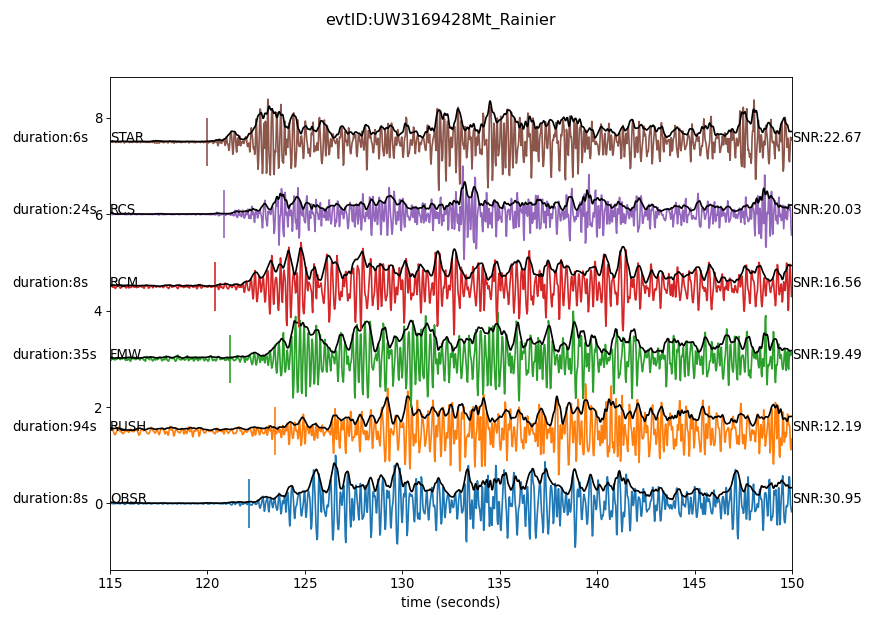 evtID:UW3169428Mt_Rainier
8
duration:6s STAR SNR:22.67
duration:24s RCS SNR:20.03
6
duration:8s RCM SNR:16.56
4
duration:35s FMW SNR:19.49
2
duration:94s PUSH SNR:12.19
duration:8s OBSR SNR:30.95
0
115 120 125 130 135 140 145 150
time (seconds)